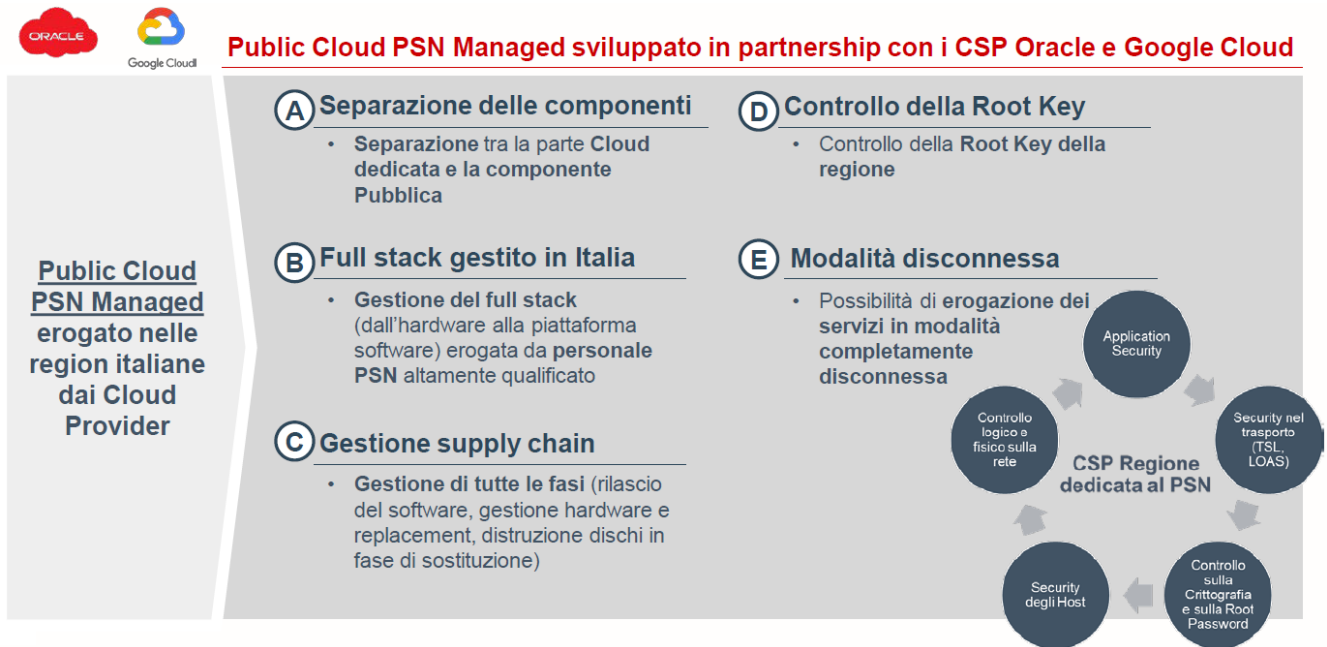 ORACLE
Google Cloudl
Public Cloud PSN Managed sviluppato in partnership con i CSP Oracle e Google Cloud
Public Cloud
PSN Managed
erogato nelle
region italiane
dai Cloud
Provider
A Separazione delle componenti
• Separazione tra la parte Cloud
dedicata e la componente
Pubblica
B Full stack gestito in Italia
• Gestione del full stack
(dall'hardware alla piattaforma
software) erogata da personale
PSN altamente qualificato
C Gestione supply chain
• Gestione di tutte le fasi (rilascio
del software, gestione hardware e
replacement, distruzione dischi in
fase di sostituzione)
D Controllo della Root Key
• Controllo della Root Key della
regione
E Modalità disconnessa
• Possibilità di erogazione dei
servizi in modalità
completamente
disconnessa
Application
Security
Security nel
trasporto
(TSL,
LOAS)
Controllo
sulla
Crittografia
e sulla Root
Password
Security
degli Host
Controllo
logico e
fisico sulla
rete
CSP Regione
dedicata al PSN